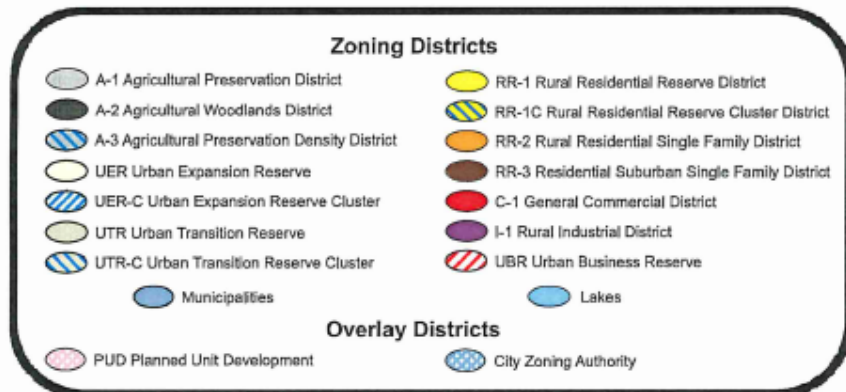 Zoning Districts
A-1 Agricultural Preservation District
A-2 Agricultural Woodlands District
A-3 Agricultural Preservation Density District
UER Urban Expansion Reserve
UER-C Urban Expansion Reserve Cluster
UTR Urban Transition Reserve
UTR-C Urban Transition Reserve Cluster
RR-1 Rural Residential Reserve District
RR-1C Rural Residential Reserve Cluster District
RR-2 Rural Residential Single Family District
RR-3 Residential Suburban Single Family District
C-1 General Commercial District
I-1 Rural Industrial District
UBR Urban Business Reserve
Municipalities
Lakes
Overlay Districts
PUD Planned Unit Development
City Zoning Authority